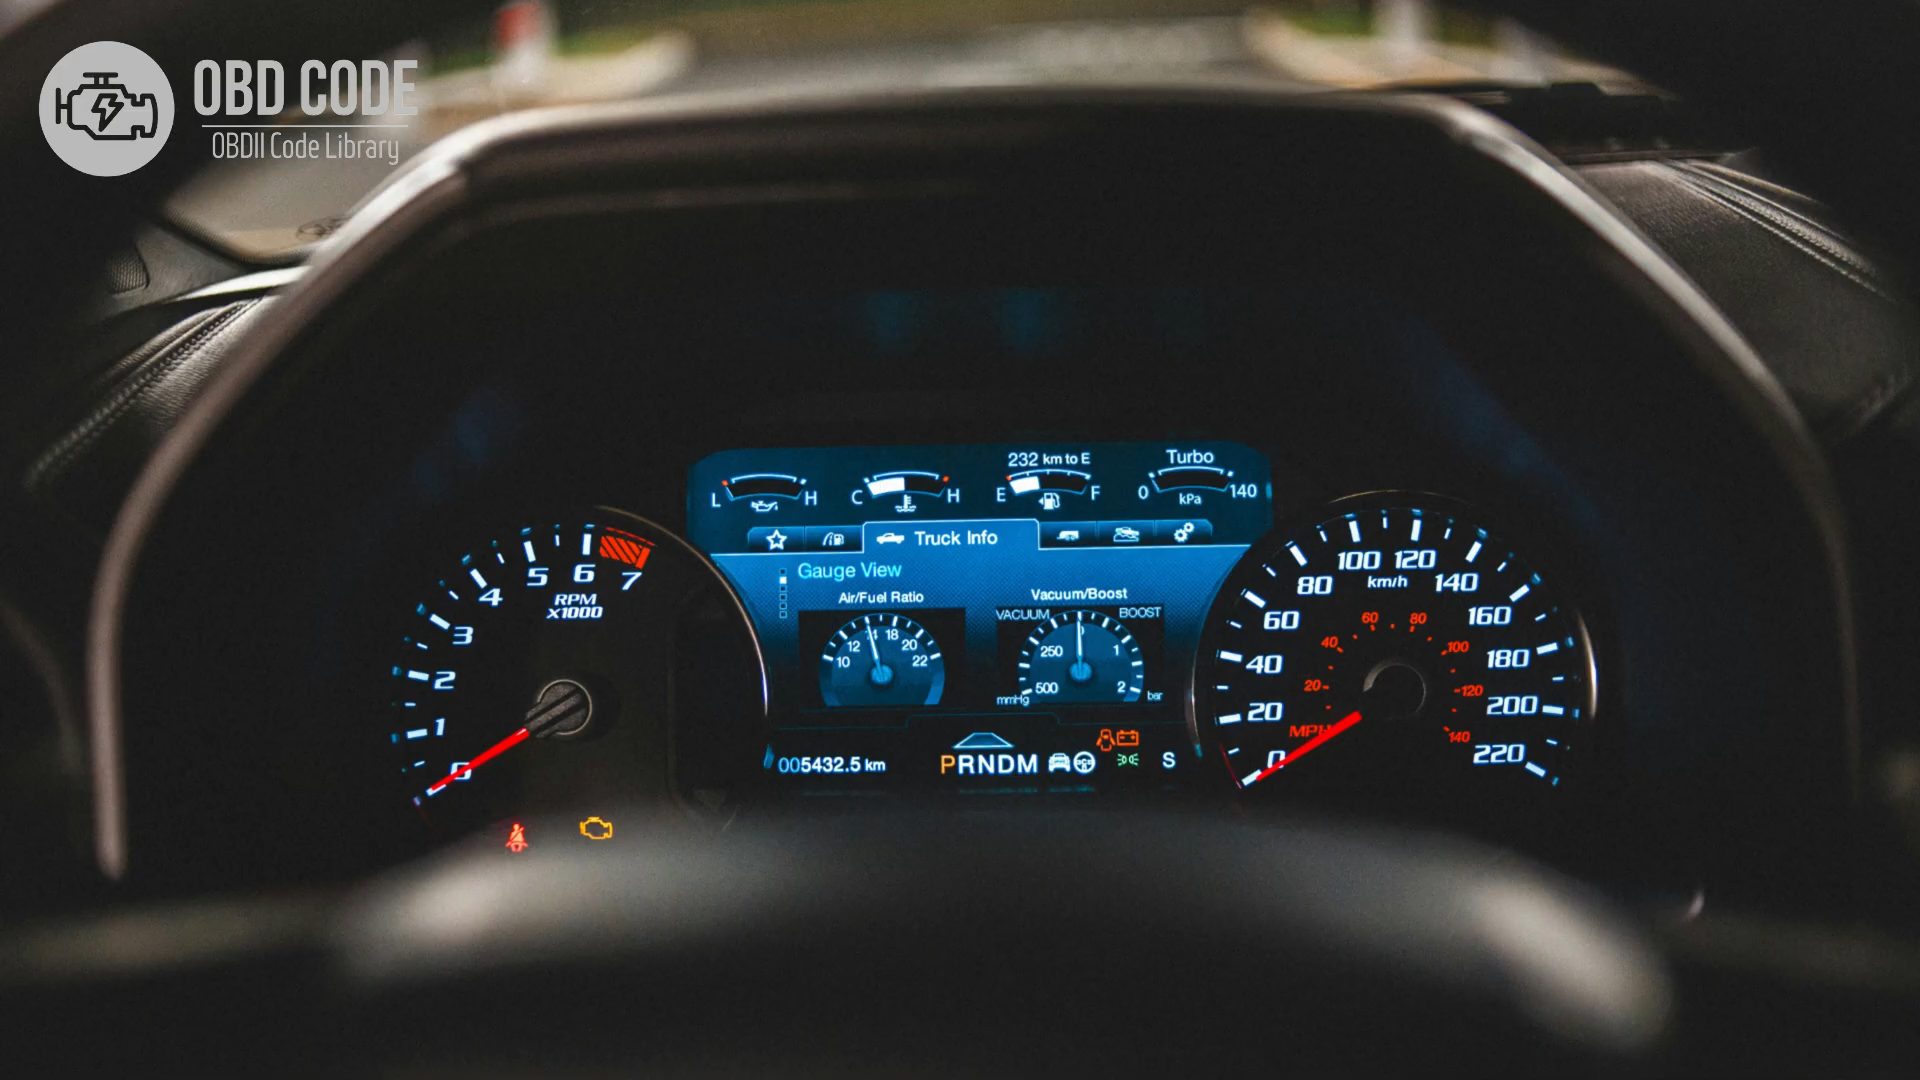 OBD CODE
OBDII Code Library
232 km to E
Turbo
L H
C H
E F
0 140
kPa
Truck Info
Gauge View
Air/Fuel Ratio
Vacuum/Boost
VACUUM BOOST
10 12 14 18 20 22
500 250 0 1 2
mmHg bar
0 1 2 3 4 5 6 7
RPM
X1000
0 20 40 60 80 100 120 140 160 180 200 220
km/h
20 40 60 80 100 120 140
MPH
005432.5 km
PRNDM
S